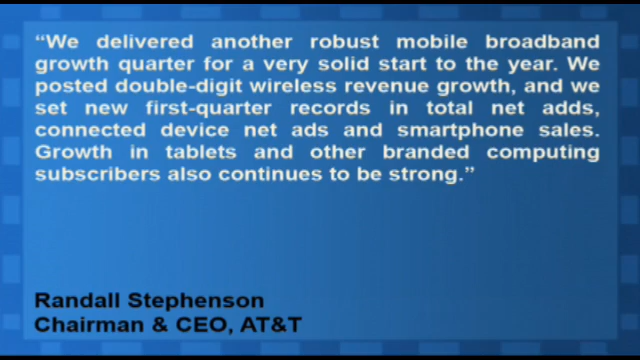 “We delivered another robust mobile broadband
growth quarter for a very solid start to the year. We
posted double-digit wireless revenue growth, and we
set new first-quarter records in total net adds,
connected device net ads and smartphone sales.
Growth in tablets and other branded computing
subscribers also continues to be strong.”
Randall Stephenson
Chairman & CEO, AT&T